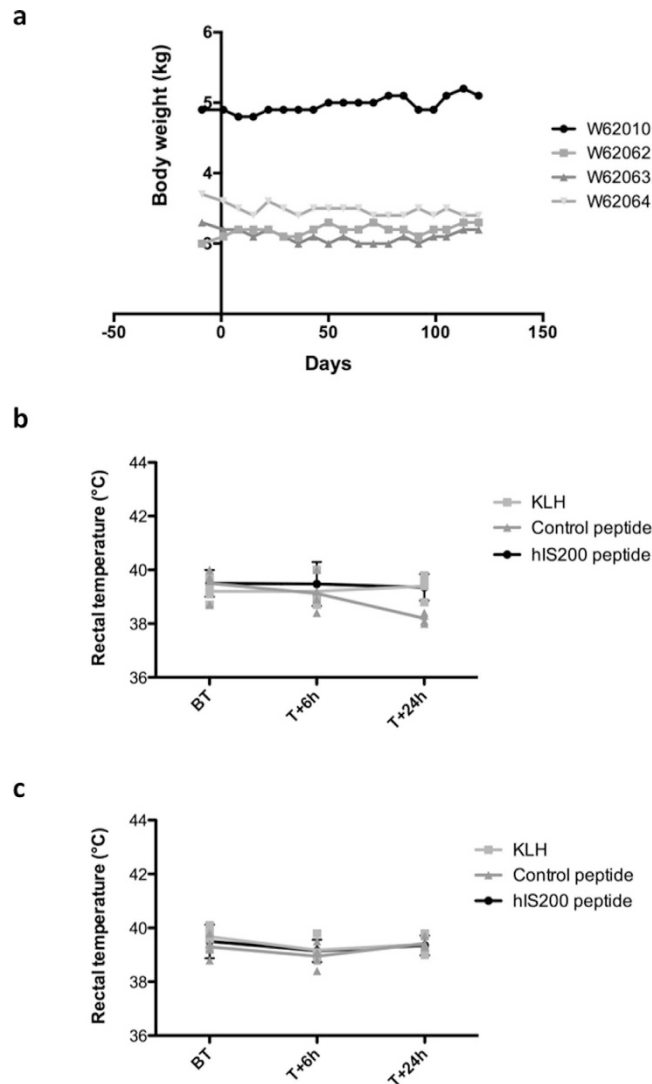 a
Body weight (kg)
6
5
4
3
-50
0
50
100
150
Days
W62010
W62062
W62063
W62064
b
Rectal temperature (°C)
44
42
40
38
36
BT
T+6h
T+24h
KLH
Control peptide
hIS200 peptide
c
Rectal temperature (°C)
44
42
40
38
36
BT
T+6h
T+24h
KLH
Control peptide
hIS200 peptide